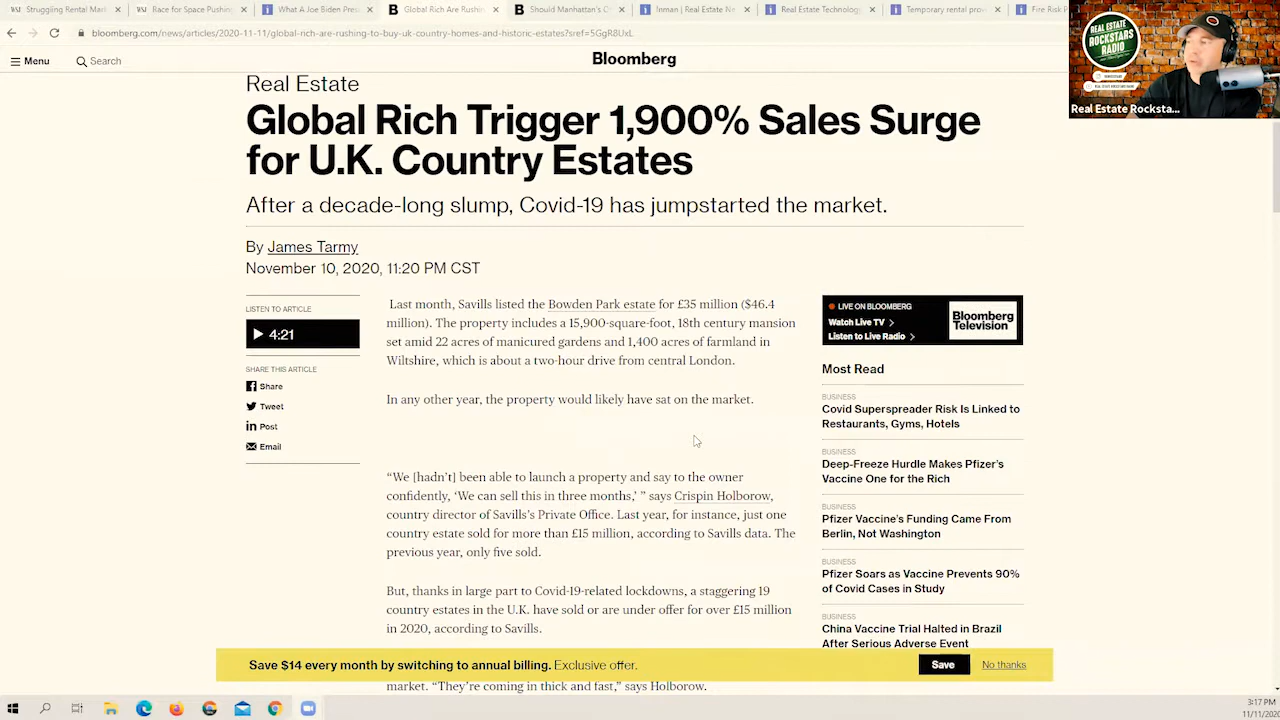 Struggling Rental Mark
Race for Space Pushing
What A Joe Biden Presi
Global Rich Are Rushin
Should Manhattan's C
Inman | Real Estate Ne
Real Estate Technology
Temporary rental prov
Fire Risk P
bloomberg.com/news/articles/2020-11-11/global-rich-are-rushing-to-buy-uk-country-homes-and-historic-estates?sref=5GgR8UxL
Menu
Search
Bloomberg
REAL ESTATE
ROCKSTARS
RADIO
Real Estate Rocksta...
Real Estate
Global Rich Trigger 1,900% Sales Surge
for U.K. Country Estates
After a decade-long slump, Covid-19 has jumpstarted the market.
By James Tarmy
November 10, 2020, 11:20 PM CST
LISTEN TO ARTICLE
4:21
SHARE THIS ARTICLE
Share
Tweet
Post
Email
Last month, Savills listed the Bowden Park estate for £35 million ($46.4
million). The property includes a 15,900-square-foot, 18th century mansion
set amid 22 acres of manicured gardens and 1,400 acres of farmland in
Wiltshire, which is about a two-hour drive from central London.
In any other year, the property would likely have sat on the market.
“We [hadn’t] been able to launch a property and say to the owner
confidently, ‘We can sell this in three months,’ ” says Crispin Holborow,
country director of Savills’s Private Office. Last year, for instance, just one
country estate sold for more than £15 million, according to Savills data. The
previous year, only five sold.
But, thanks in large part to Covid-19-related lockdowns, a staggering 19
country estates in the U.K. have sold or are under offer for over £15 million
in 2020, according to Savills.
market. “They’re coming in thick and fast,” says Holborow.
LIVE ON BLOOMBERG
Watch Live TV
Listen to Live Radio
Bloomberg
Television
Most Read
BUSINESS
Covid Superspreader Risk Is Linked to
Restaurants, Gyms, Hotels
BUSINESS
Deep-Freeze Hurdle Makes Pfizer’s
Vaccine One for the Rich
BUSINESS
Pfizer Vaccine’s Funding Came From
Berlin, Not Washington
BUSINESS
Pfizer Soars as Vaccine Prevents 90%
of Covid Cases in Study
BUSINESS
China Vaccine Trial Halted in Brazil
After Serious Adverse Event
Save $14 every month by switching to annual billing. Exclusive offer.
Save
No thanks
3:17 PM
11/11/2020